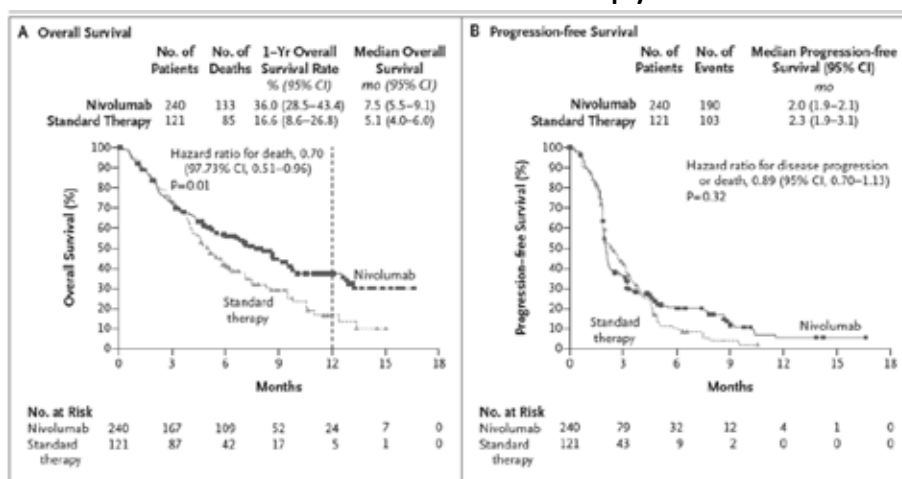 A Overall Survival
No. of No. of 1-Yr Overall Median Overall
Patients Deaths Survival Rate Survival
% (95% CI) mo (95% CI)
Nivolumab 240 133 36.0 (28.5–43.4) 7.5 (5.5–9.1)
Standard Therapy 121 85 16.6 (8.6–26.8) 5.1 (4.0–6.0)
Hazard ratio for death, 0.70
(97.73% CI, 0.51–0.96)
P=0.01
Overall Survival (%)
100
90
80
70
60
50
40
30
20
10
0
Nivolumab
Standard
therapy
0 3 6 9 12 15 18
Months
No. at Risk
Nivolumab 240 167 109 52 24 7 0
Standard 121 87 42 17 5 1 0
therapy
B Progression-free Survival
No. of No. of Median Progression-free
Patients Events Survival (95% CI)
mo
Nivolumab 240 190 2.0 (1.9–2.1)
Standard Therapy 121 103 2.3 (1.9–3.1)
Hazard ratio for disease progression
or death, 0.89 (95% CI, 0.70–1.13)
P=0.32
Progression-free Survival (%)
100
90
80
70
60
50
40
30
20
10
0
Standard
therapy
Nivolumab
0 3 6 9 12 15 18
Months
No. at Risk
Nivolumab 240 79 32 12 4 1 0
Standard 121 43 9 2 0 0 0
therapy